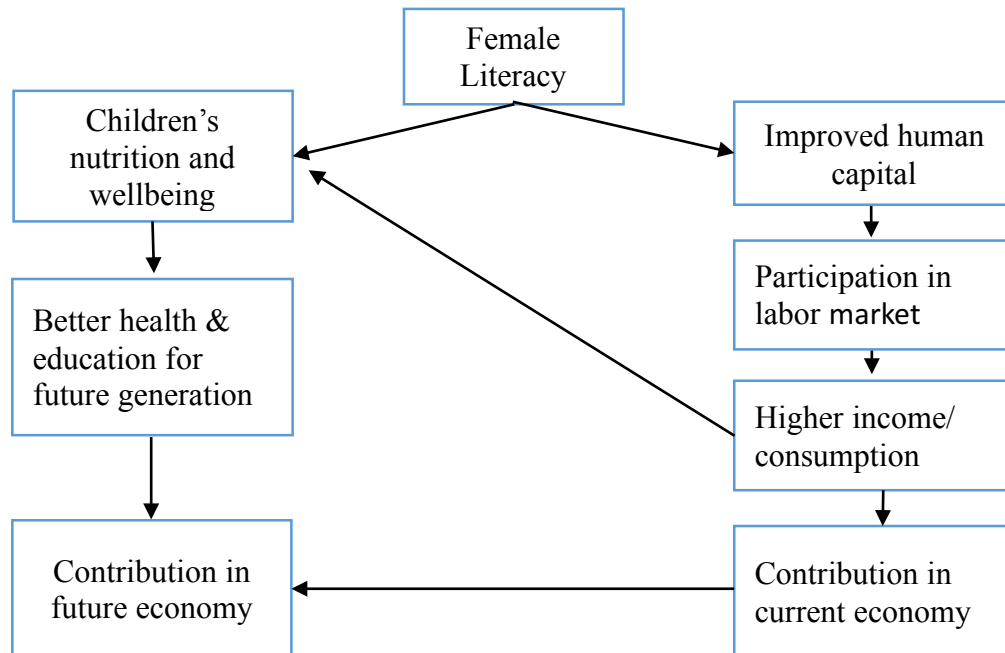 Female
Literacy
Children’s
nutrition and
wellbeing
Improved human
capital
Better health &
education for
future generation
Participation in
labor market
Higher income/
consumption
Contribution in
future economy
Contribution in
current economy